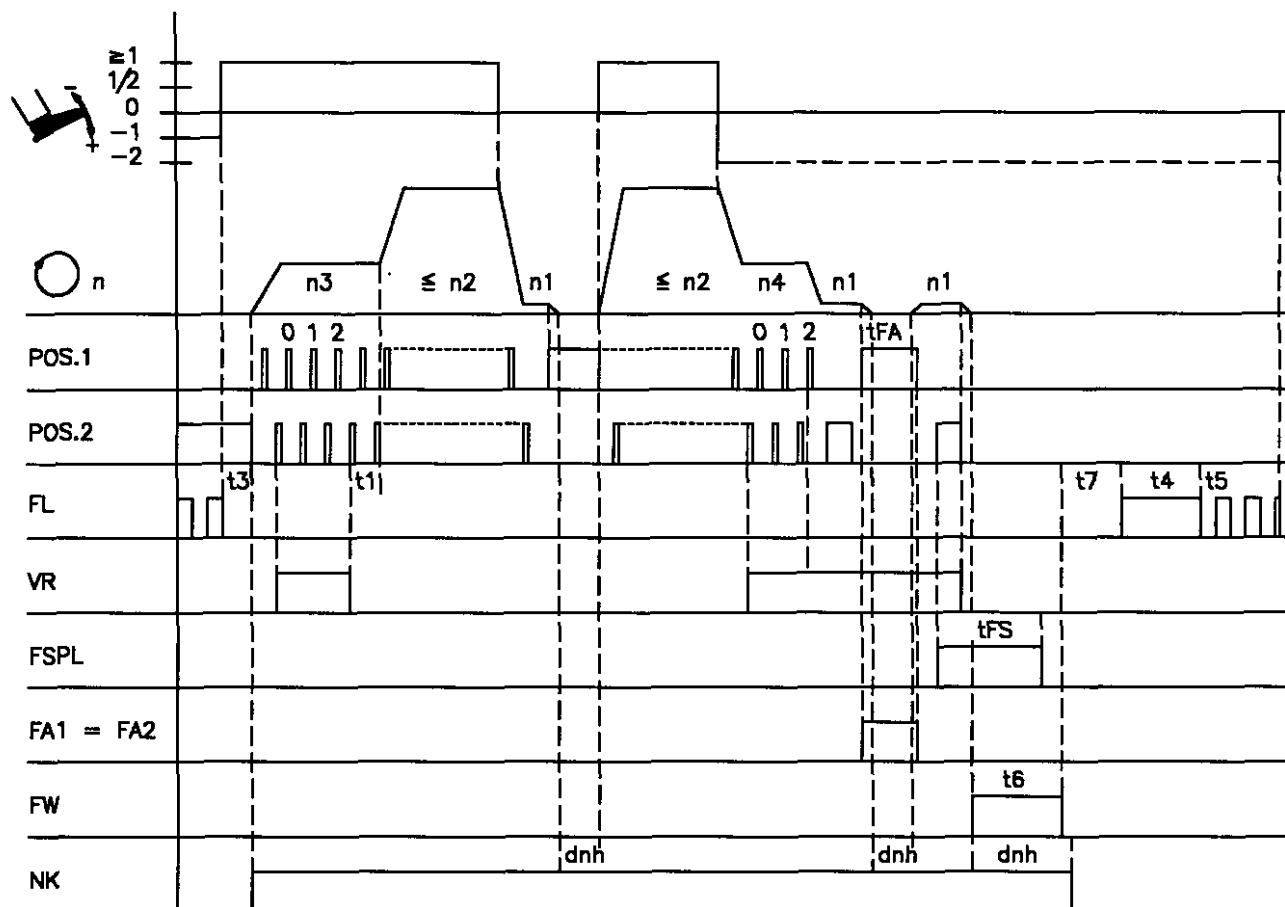 ≥1
1/2
0
−1
−2
−
+
n
n3
≤ n2
n1
≤ n2
n4
n1
n1
POS.1
0 1 2
0 1 2
tFA
POS.2
FL
t3
t1
t7
t4
t5
VR
FSPL
tFS
FA1 = FA2
FW
t6
NK
dnh
dnh
dnh